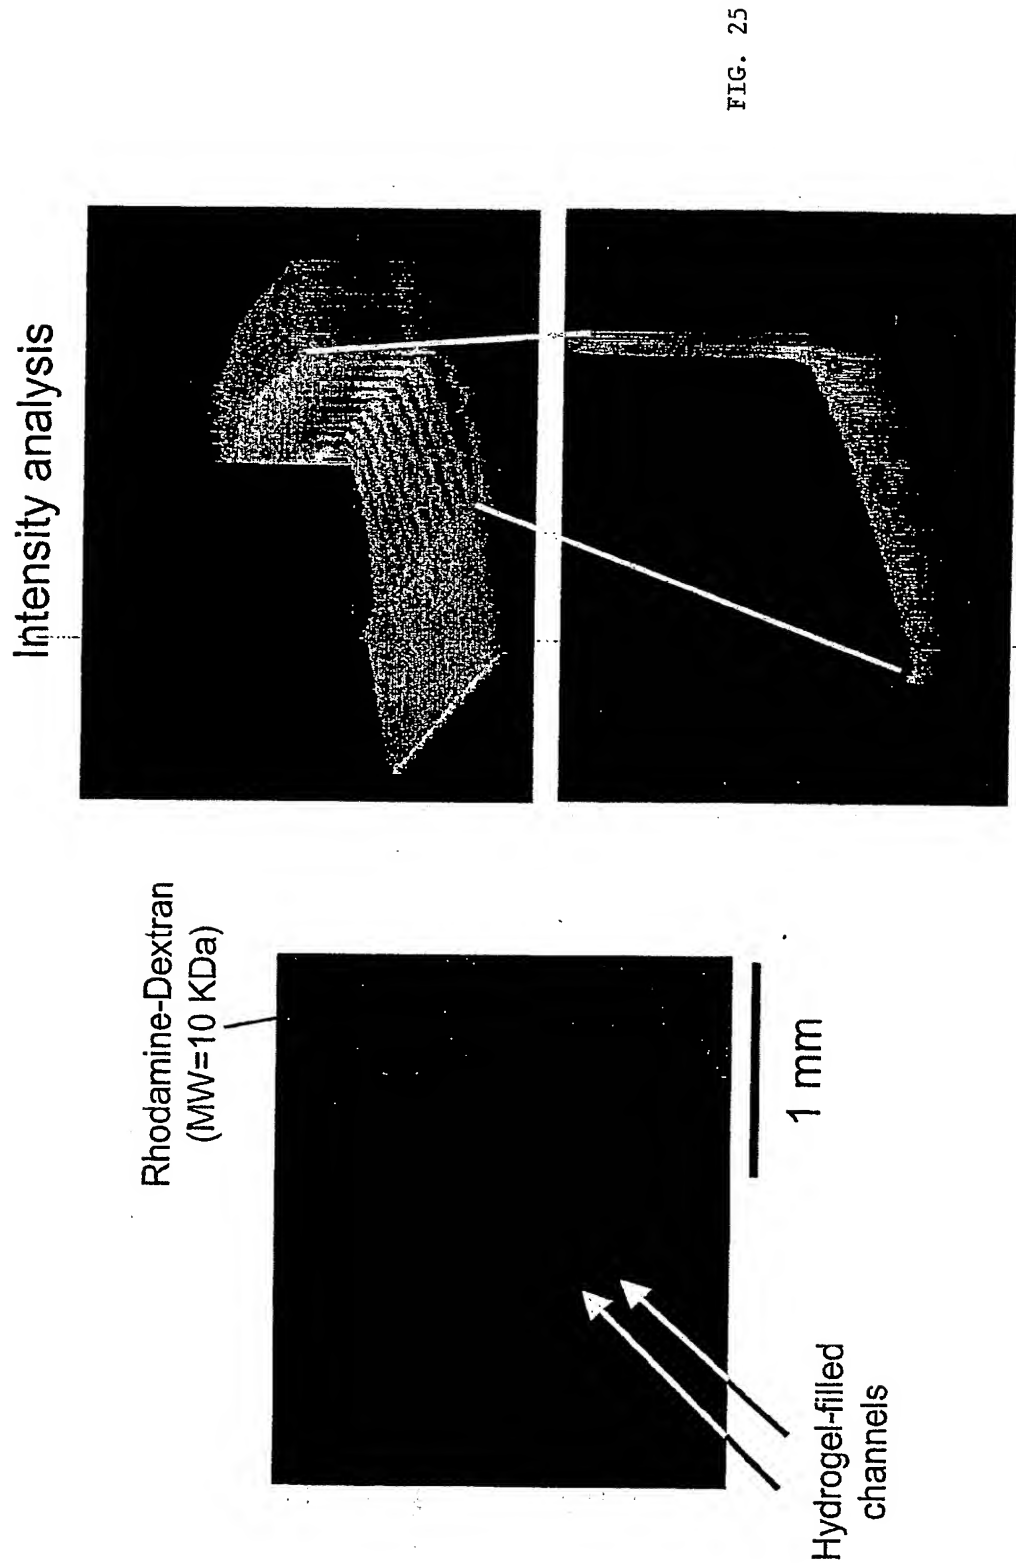 Intensity analysis
Rhodamine-Dextran
(MW=10 KDa)
1 mm
Hydrogel-filled
channels
FIG. 25